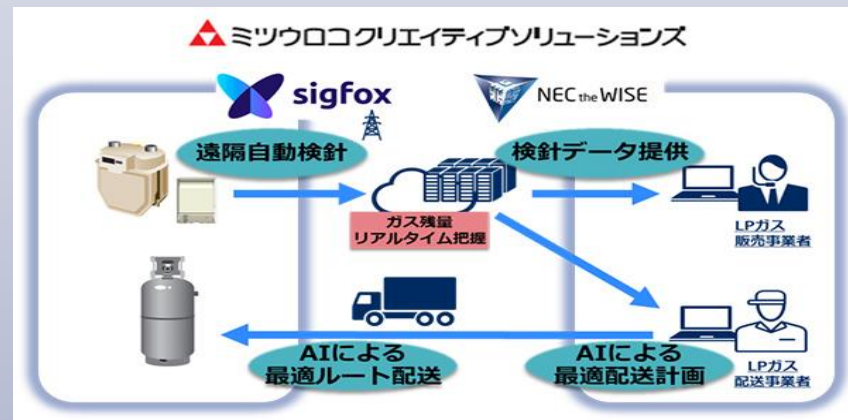 ミツウロコクリエイティブソリューションズ
sigfox
NEC the WISE
遠隔自動検針
検針データ提供
ガス残量
リアルタイム把握
LPガス
販売事業者
AIによる
最適ルート配送
AIによる
最適配送計画
LPガス
配送事業者